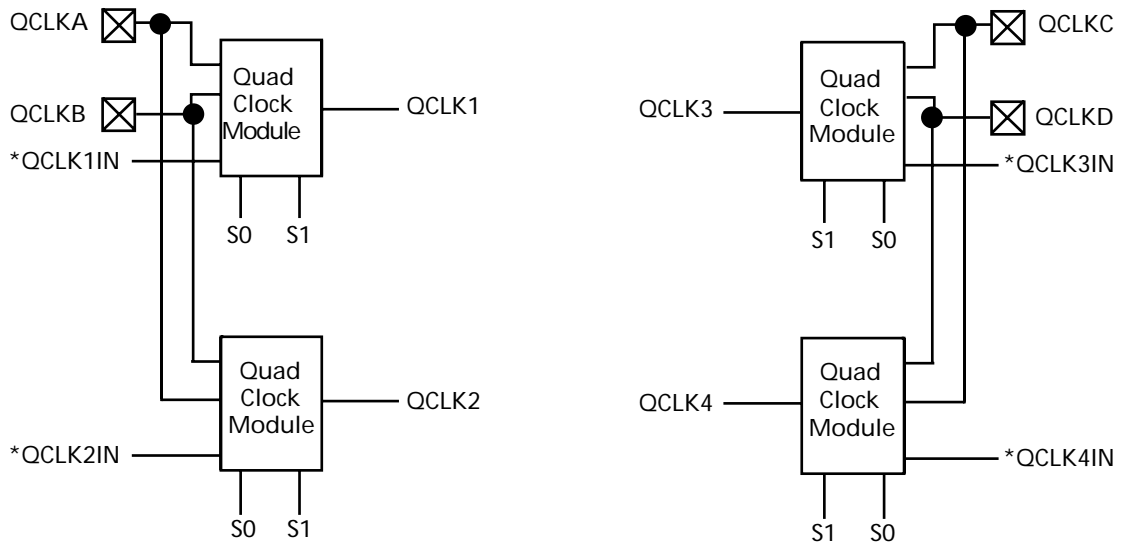 QCLKA
QCLKB
*QCLK1IN
Quad
Clock
Module
QCLK1
S0 S1
QCLK3
Quad
Clock
Module
QCLKC
QCLKD
*QCLK3IN
S1 S0
Quad
Clock
Module
QCLK2
*QCLK2IN
S0 S1
QCLK4
Quad
Clock
Module
*QCLK4IN
S1 S0